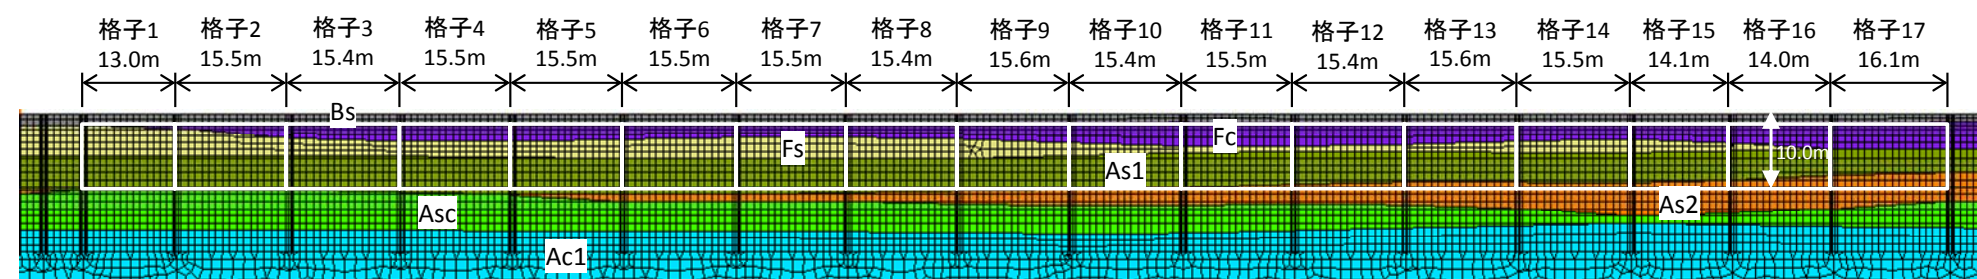 格子1 格子2 格子3 格子4 格子5 格子6 格子7 格子8 格子9 格子10 格子11 格子12 格子13 格子14 格子15 格子16 格子17
13.0m 15.5m 15.4m 15.5m 15.5m 15.5m 15.5m 15.4m 15.6m 15.4m 15.5m 15.4m 15.6m 15.5m 14.1m 14.0m 16.1m
Bs
Fc
Fs
10.0m
As1
Asc
As2
Ac1